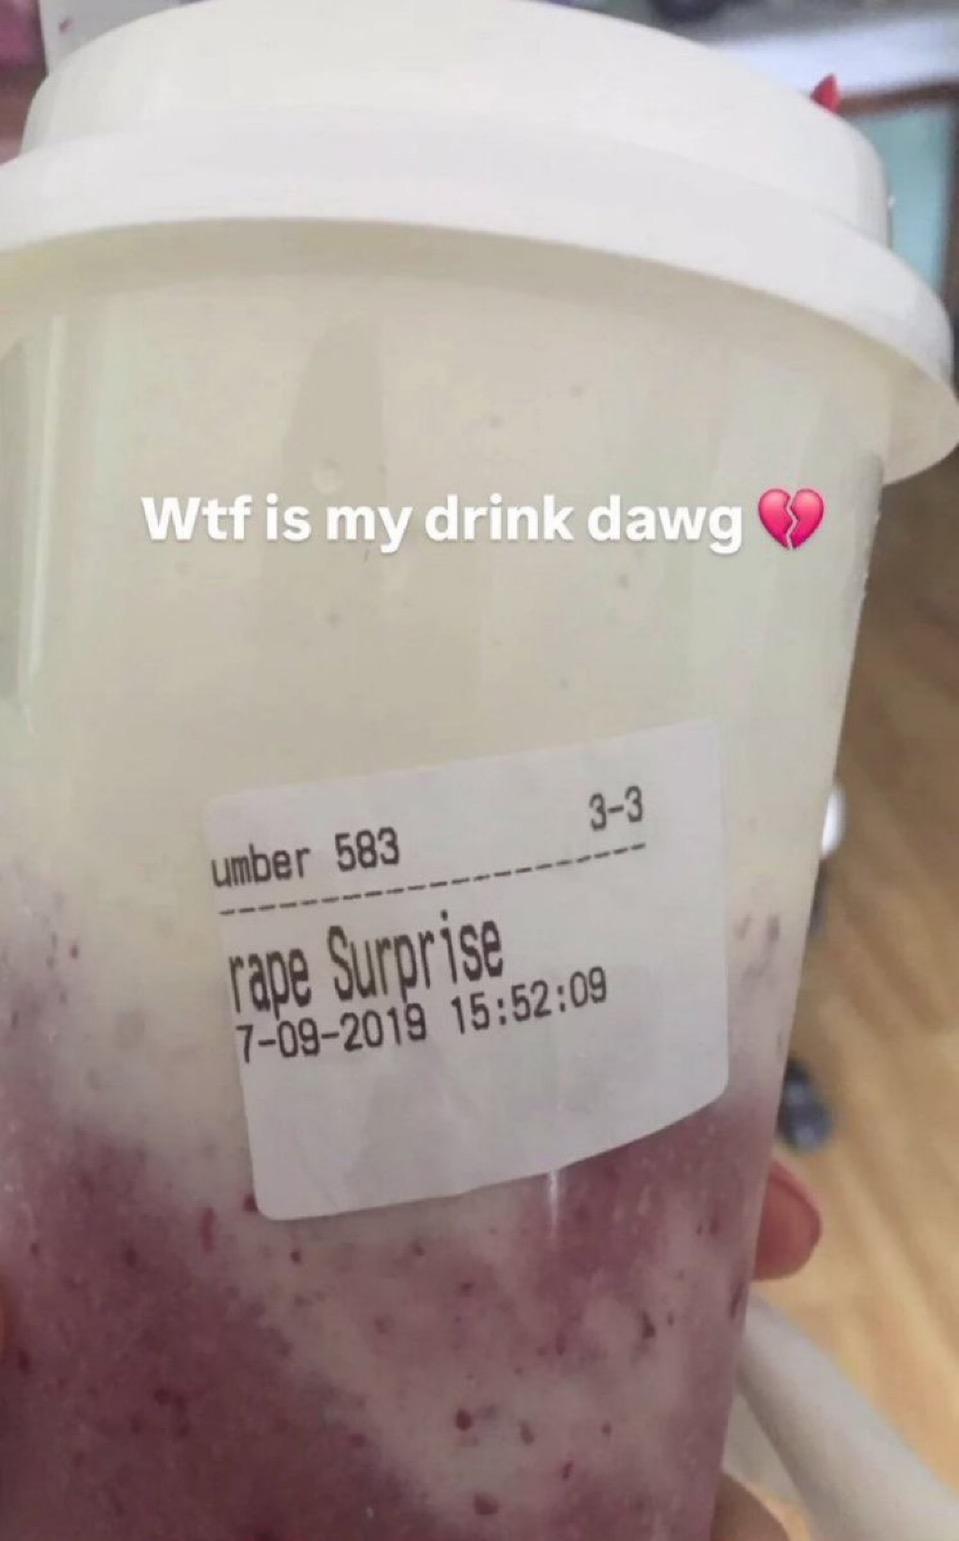 Wtf is my drink dawg 💔
umber 583 3-3
--------------------
rape Surprise
7-09-2019 15:52:09